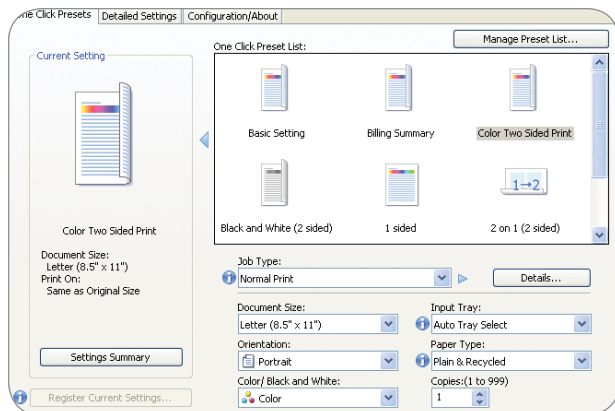 One Click Presets Detailed Settings Configuration/About
Manage Preset List...
Current Setting
Color Two Sided Print
Document Size:
Letter (8.5" x 11")
Print On:
Same as Original Size
Settings Summary
Register Current Settings...
One Click Preset List:
Basic Setting Billing Summary Color Two Sided Print
1→2
Black and White (2 sided) 1 sided 2 on 1 (2 sided)
Job Type:
Normal Print Details...
Document Size: Input Tray:
Letter (8.5" x 11") Auto Tray Select
Orientation: Paper Type:
Portrait Plain & Recycled
Color/ Black and White: Copies:(1 to 999)
Color 1